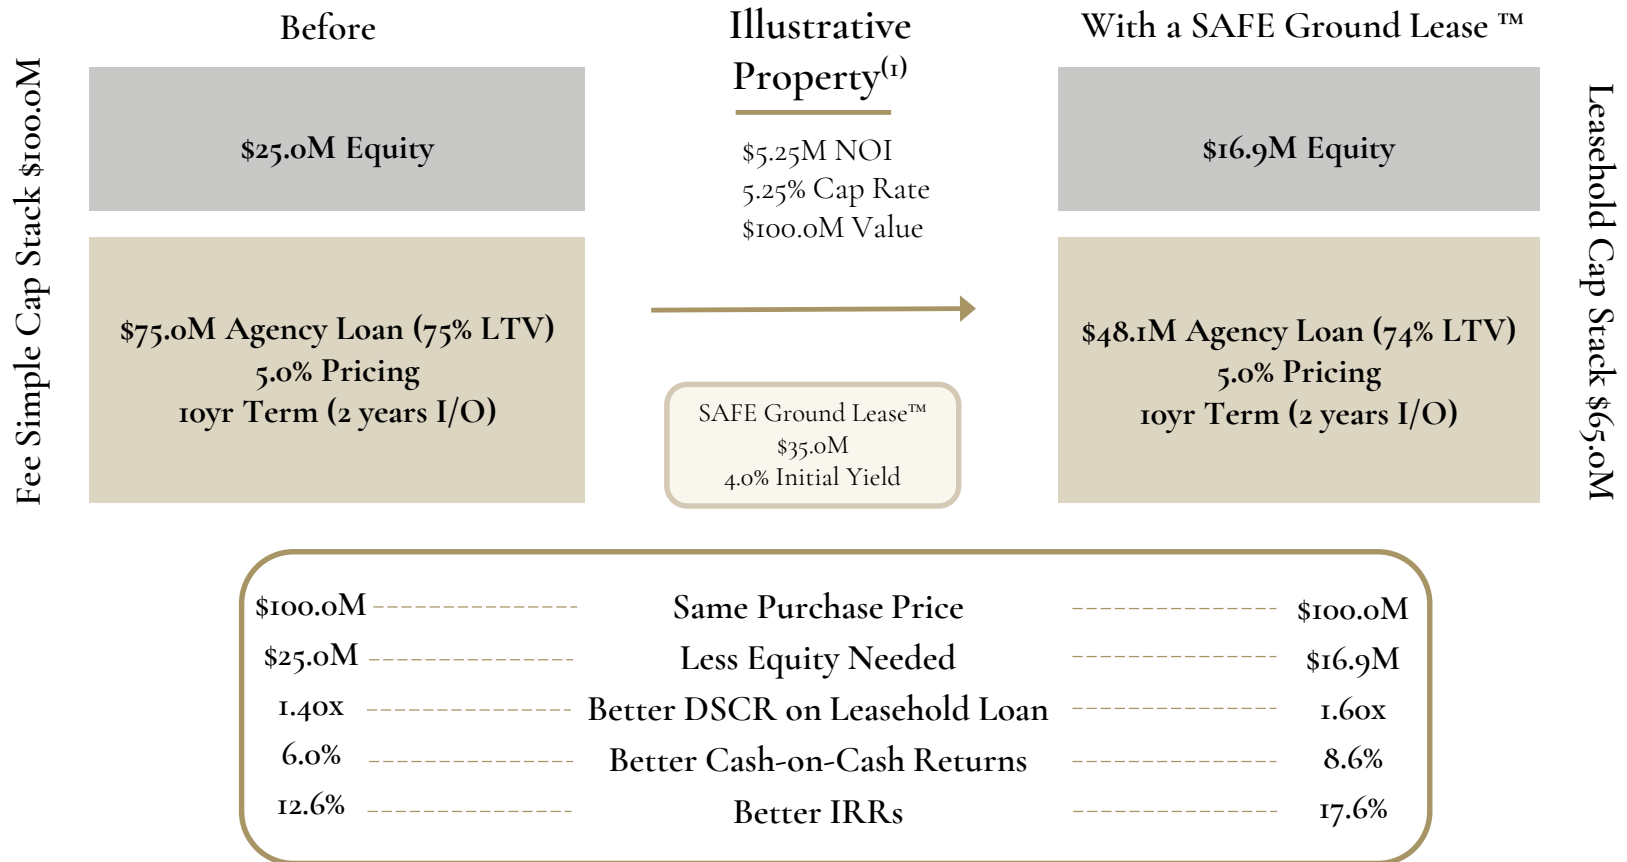 Before
Illustrative
Property(1)
With a SAFE Ground Lease ™
Fee Simple Cap Stack $100.0M
$25.0M Equity
$75.0M Agency Loan (75% LTV)
5.0% Pricing
10yr Term (2 years I/O)
$5.25M NOI
5.25% Cap Rate
$100.0M Value
SAFE Ground Lease™
$35.0M
4.0% Initial Yield
$16.9M Equity
$48.1M Agency Loan (74% LTV)
5.0% Pricing
10yr Term (2 years I/O)
Leasehold Cap Stack $65.0M
$100.0M Same Purchase Price $100.0M
$25.0M Less Equity Needed $16.9M
1.40x Better DSCR on Leasehold Loan 1.60x
6.0% Better Cash-on-Cash Returns 8.6%
12.6% Better IRRs 17.6%